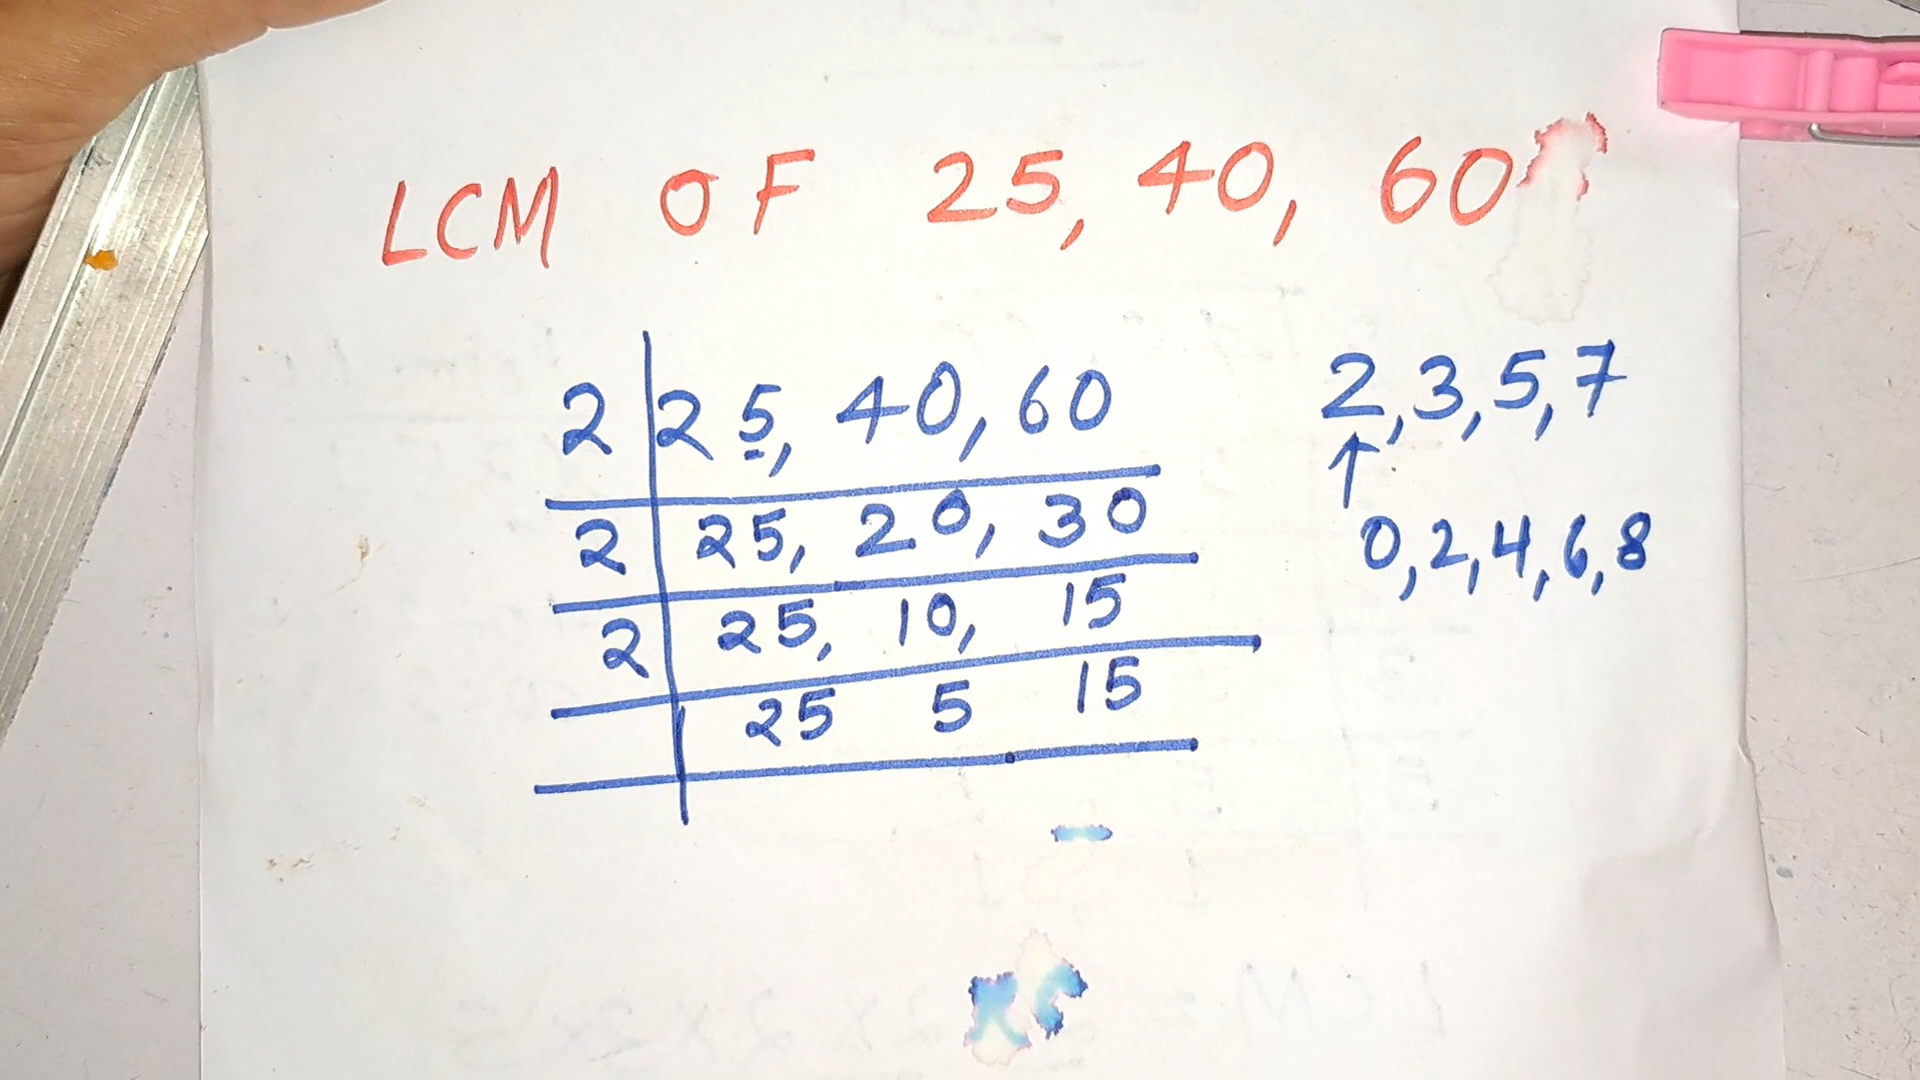 LCM OF 25, 40, 60
2 25, 40, 60
2 25, 20, 30
2 25, 10, 15
25 5 15
2, 3, 5, 7
↑
0, 2, 4, 6, 8